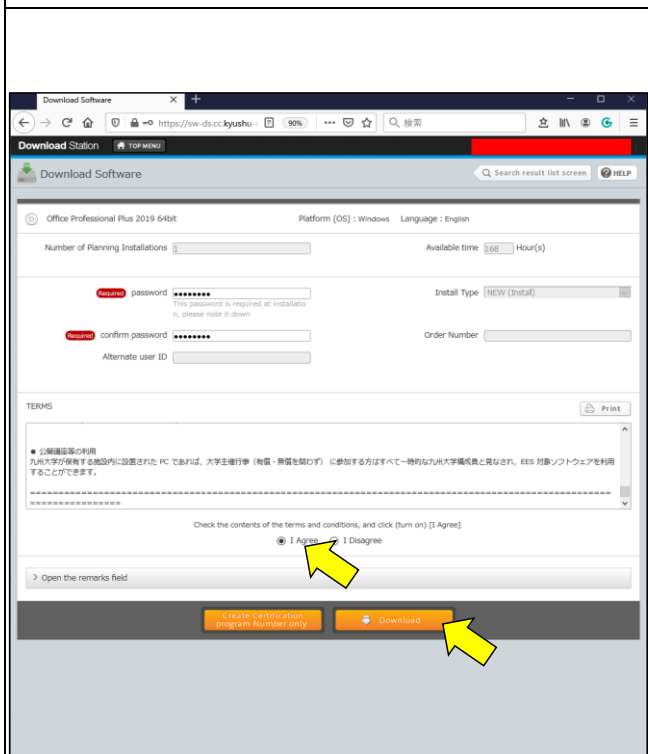 Download Software
https://sw-ds.cc.kyushu-
90%
検索
Download Station
TOP MENU
Download Software
Search result list screen
HELP
Office Professional Plus 2019 64bit
Platform (OS) : Windows Language : English
Number of Planning Installations 1
Available time 168 Hour(s)
Required password ●●●●●●●●
Install Type NEW (Install)
This password is required at installatio
n, please note it down
Required confirm password ●●●●●●●●
Order Number
Alternate user ID
TERMS
Print
● 公開講座等の利用
九州大学が保有する施設内に設置された PC であれば、大学主催行事（有償・無償を問わず） に参加する方はすべて一時的な九州大学構成員と見なされ、EES 対象ソフトウェアを利用
することができます。
Check the contents of the terms and conditions, and click (turn on) [I Agree].
I Agree I Disagree
> Open the remarks field
Create Certification
program Number only
Download